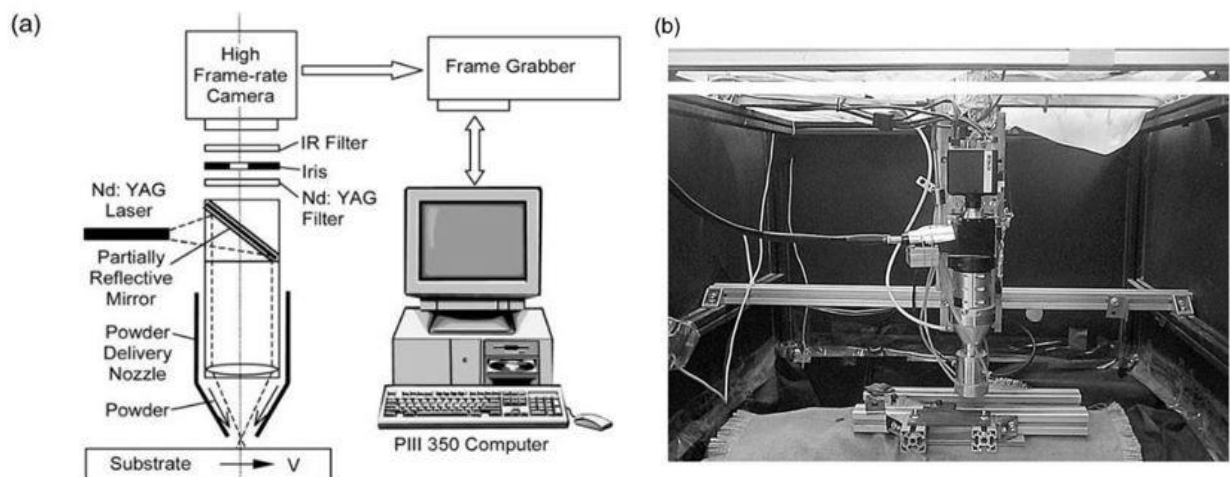 (a)
High
Frame-rate
Camera
Frame Grabber
IR Filter
Iris
Nd: YAG
Filter
Nd: YAG
Laser
Partially
Reflective
Mirror
Powder
Delivery
Nozzle
Powder
PIII 350 Computer
Substrate
V
(b)